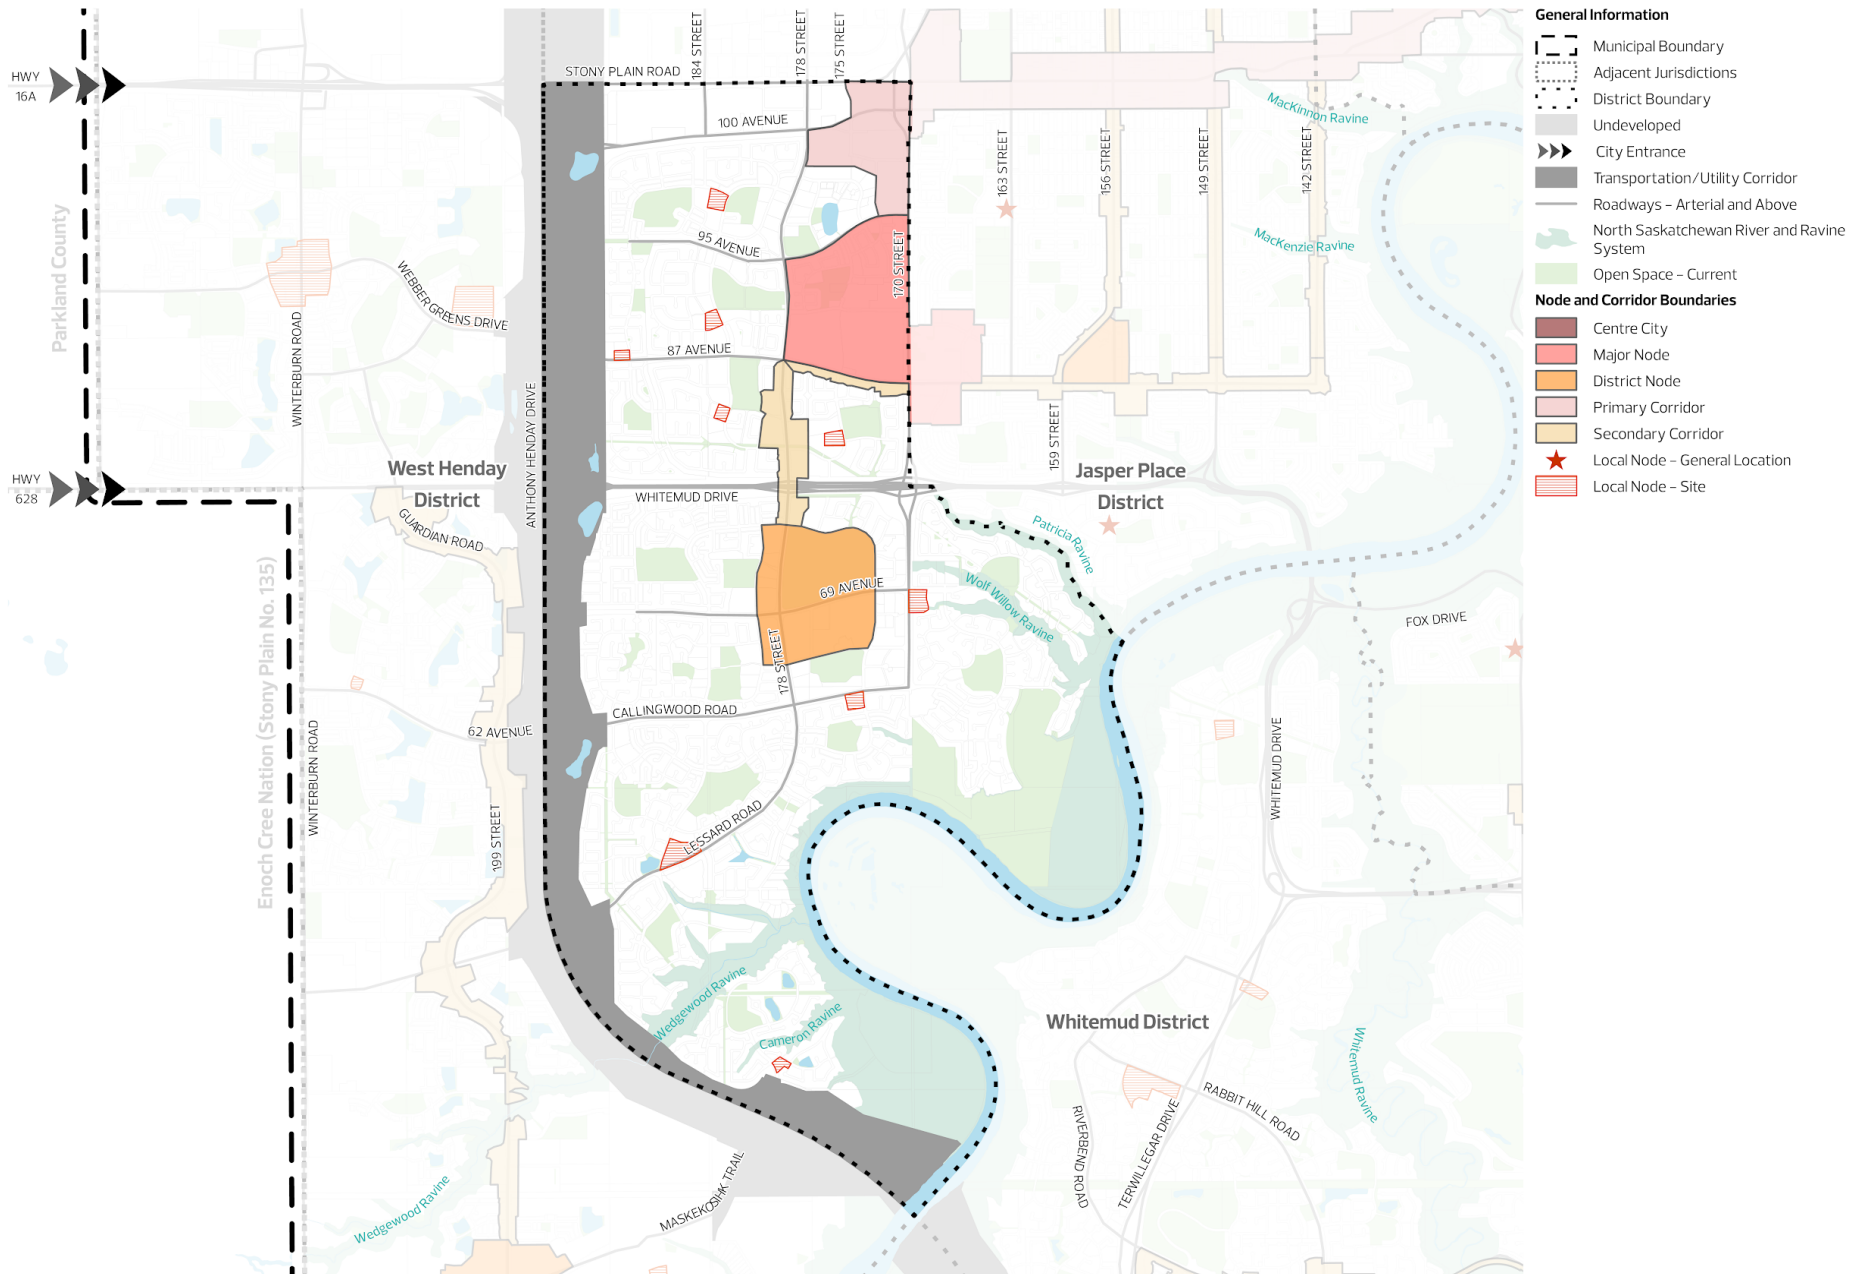 STONY PLAIN ROAD
184 STREET
178 STREET
175 STREET
HWY
16A
100 AVENUE
MacKinnon Ravine
163 STREET
156 STREET
149 STREET
142 STREET
Parkland County
95 AVENUE
170 STREET
MacKenzie Ravine
WEBBER GREENS DRIVE
WINTERBURN ROAD
87 AVENUE
ANTHONY HENDAY DRIVE
159 STREET
West Henday
District
Jasper Place
District
HWY
628
WHITEMUD DRIVE
GUARDIAN ROAD
Patricia Ravine
Wolf Willow Ravine
69 AVENUE
FOX DRIVE
Enoch Cree Nation (Stony Plain No. 135)
178 STREET
CALLINGWOOD ROAD
62 AVENUE
WINTERBURN ROAD
WHITEMUD DRIVE
199 STREET
LESSARD ROAD
Wedgewood Ravine
Cameron Ravine
Whitemud District
Whitemud Ravine
RABBIT HILL ROAD
RIVERBEND ROAD
TERWILLEGAR DRIVE
MASKEKOSIHK TRAIL
Wedgewood Ravine
General Information
Municipal Boundary
Adjacent Jurisdictions
District Boundary
Undeveloped
City Entrance
Transportation/Utility Corridor
Roadways - Arterial and Above
North Saskatchewan River and Ravine
System
Open Space - Current
Node and Corridor Boundaries
Centre City
Major Node
District Node
Primary Corridor
Secondary Corridor
Local Node - General Location
Local Node - Site